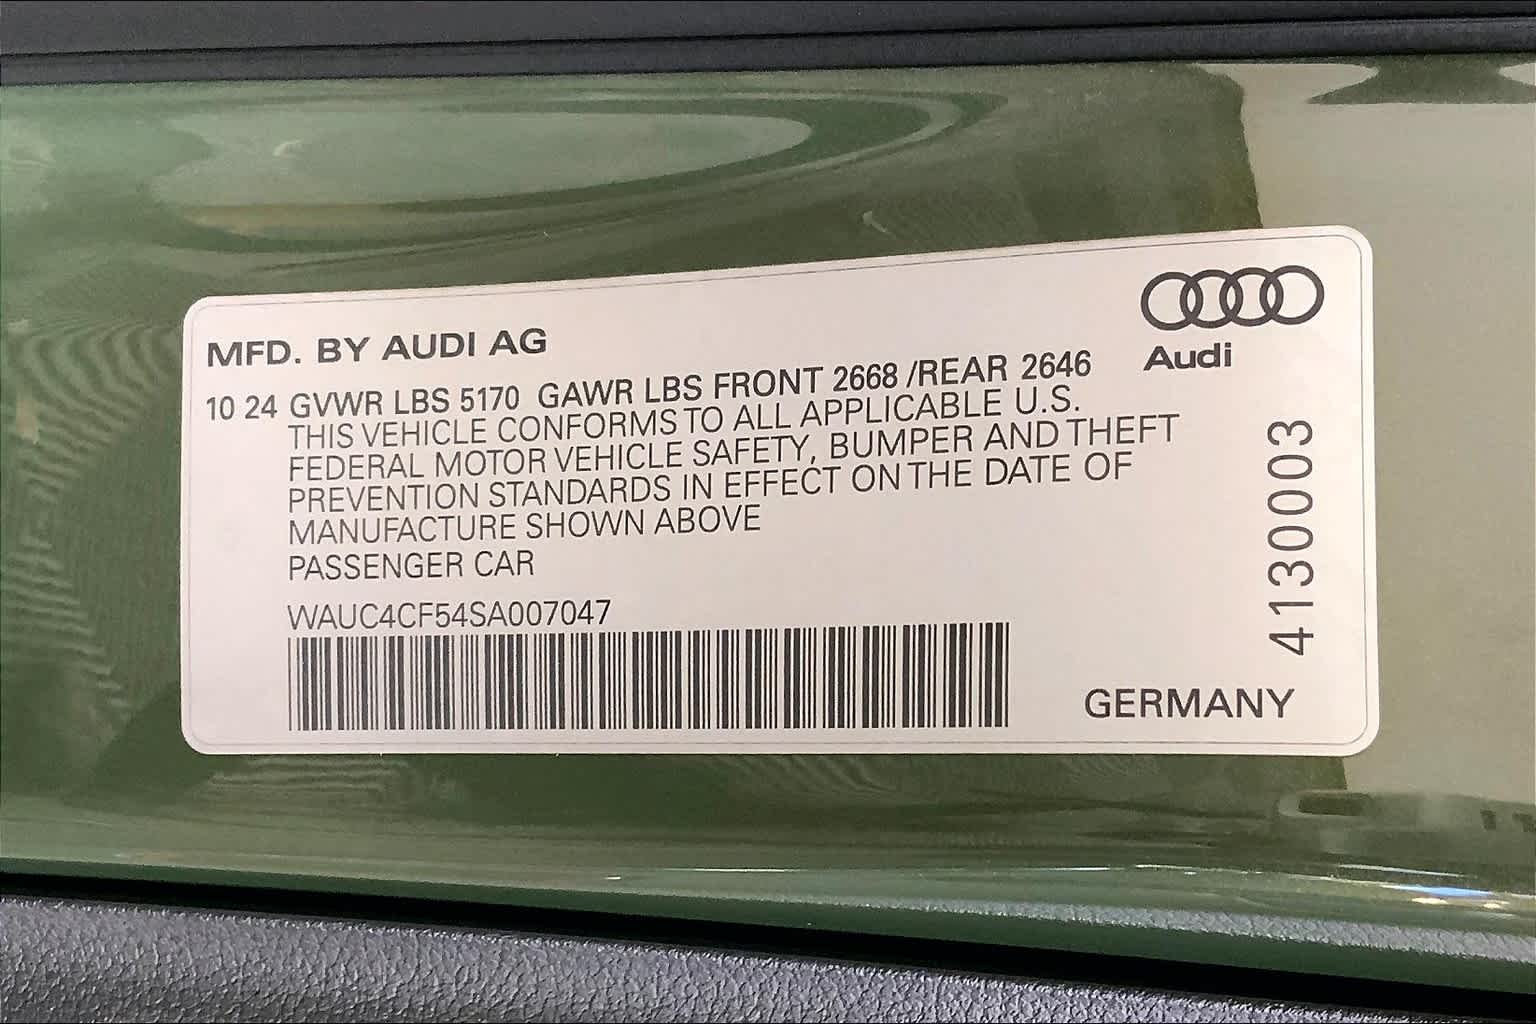 MFD. BY AUDI AG
Audi
10 24 GVWR LBS 5170 GAWR LBS FRONT 2668 /REAR 2646
THIS VEHICLE CONFORMS TO ALL APPLICABLE U.S.
FEDERAL MOTOR VEHICLE SAFETY, BUMPER AND THEFT
PREVENTION STANDARDS IN EFFECT ON THE DATE OF
MANUFACTURE SHOWN ABOVE
PASSENGER CAR
WAUC4CF54SA007047
GERMANY
4130003